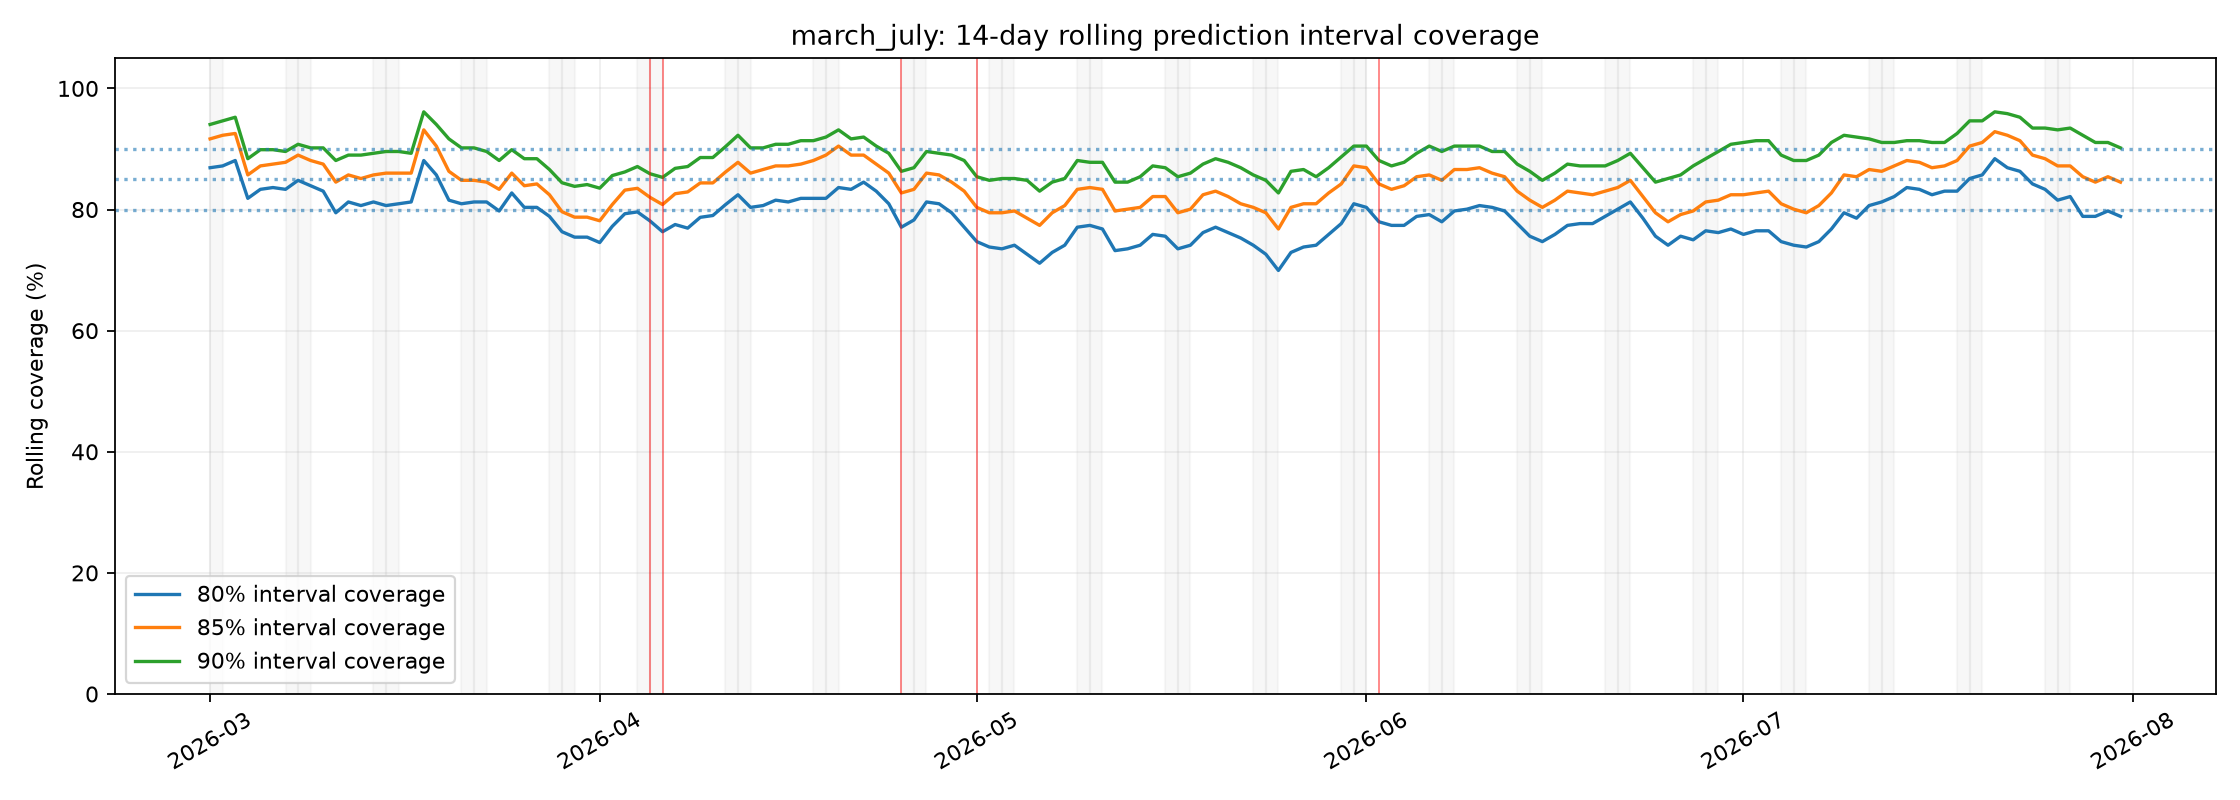 march_july: 14-day rolling prediction interval coverage
Rolling coverage (%)
100
80
60
40
20
0
80% interval coverage
85% interval coverage
90% interval coverage
2026-03
2026-04
2026-05
2026-06
2026-07
2026-08